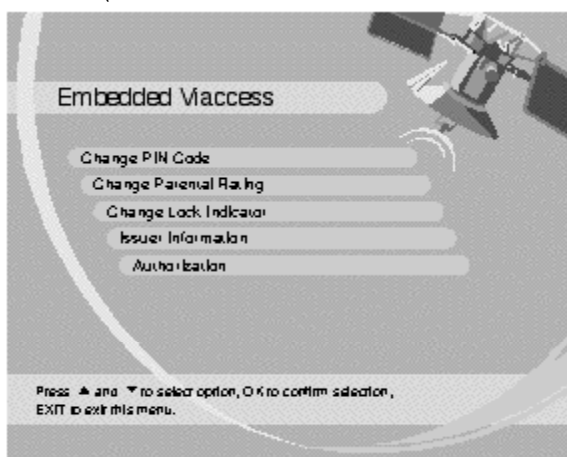 Embedded Viaccess
Change PIN Code
Change Parental Rating
Change Lock Indicator
Issuer Information
Authorization
Press ▲ and ▼ to select option, OK to confirm selection,
EXIT to exit this menu.